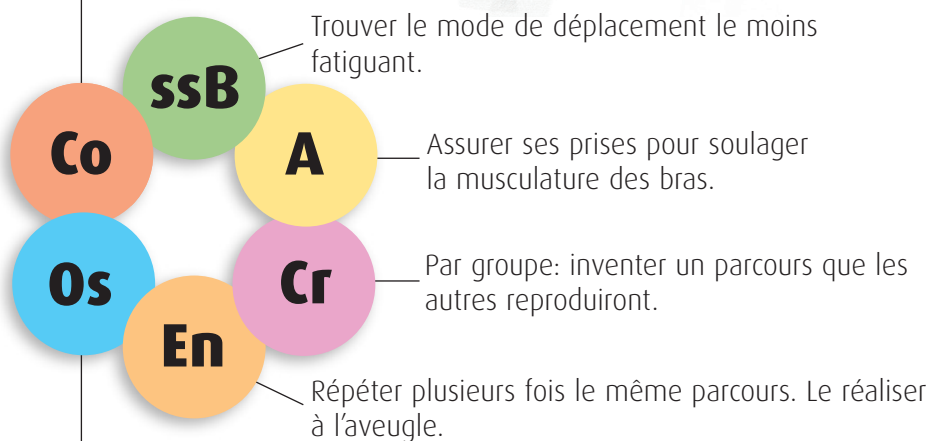 Trouver le mode de déplacement le moins
fatiguant.
ssB
Co
A
Assurer ses prises pour soulager
la musculature des bras.
Os
Cr
Par groupe: inventer un parcours que les
autres reproduiront.
En
Répéter plusieurs fois le même parcours. Le réaliser
à l’aveugle.